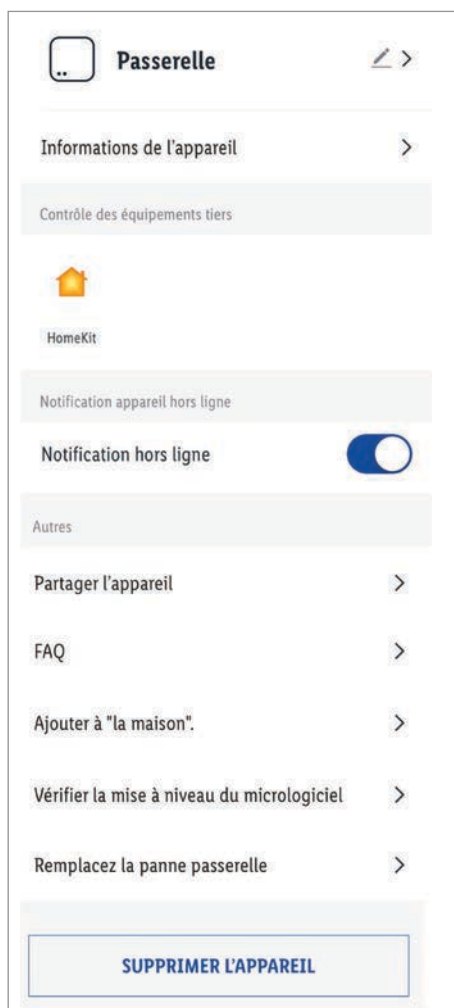 Passerelle
Informations de l'appareil
Contrôle des équipements tiers
HomeKit
Notification appareil hors ligne
Notification hors ligne
Autres
Partager l'appareil
FAQ
Ajouter à "la maison".
Vérifier la mise à niveau du micrologiciel
Remplacez la panne passerelle
SUPPRIMER L'APPAREIL